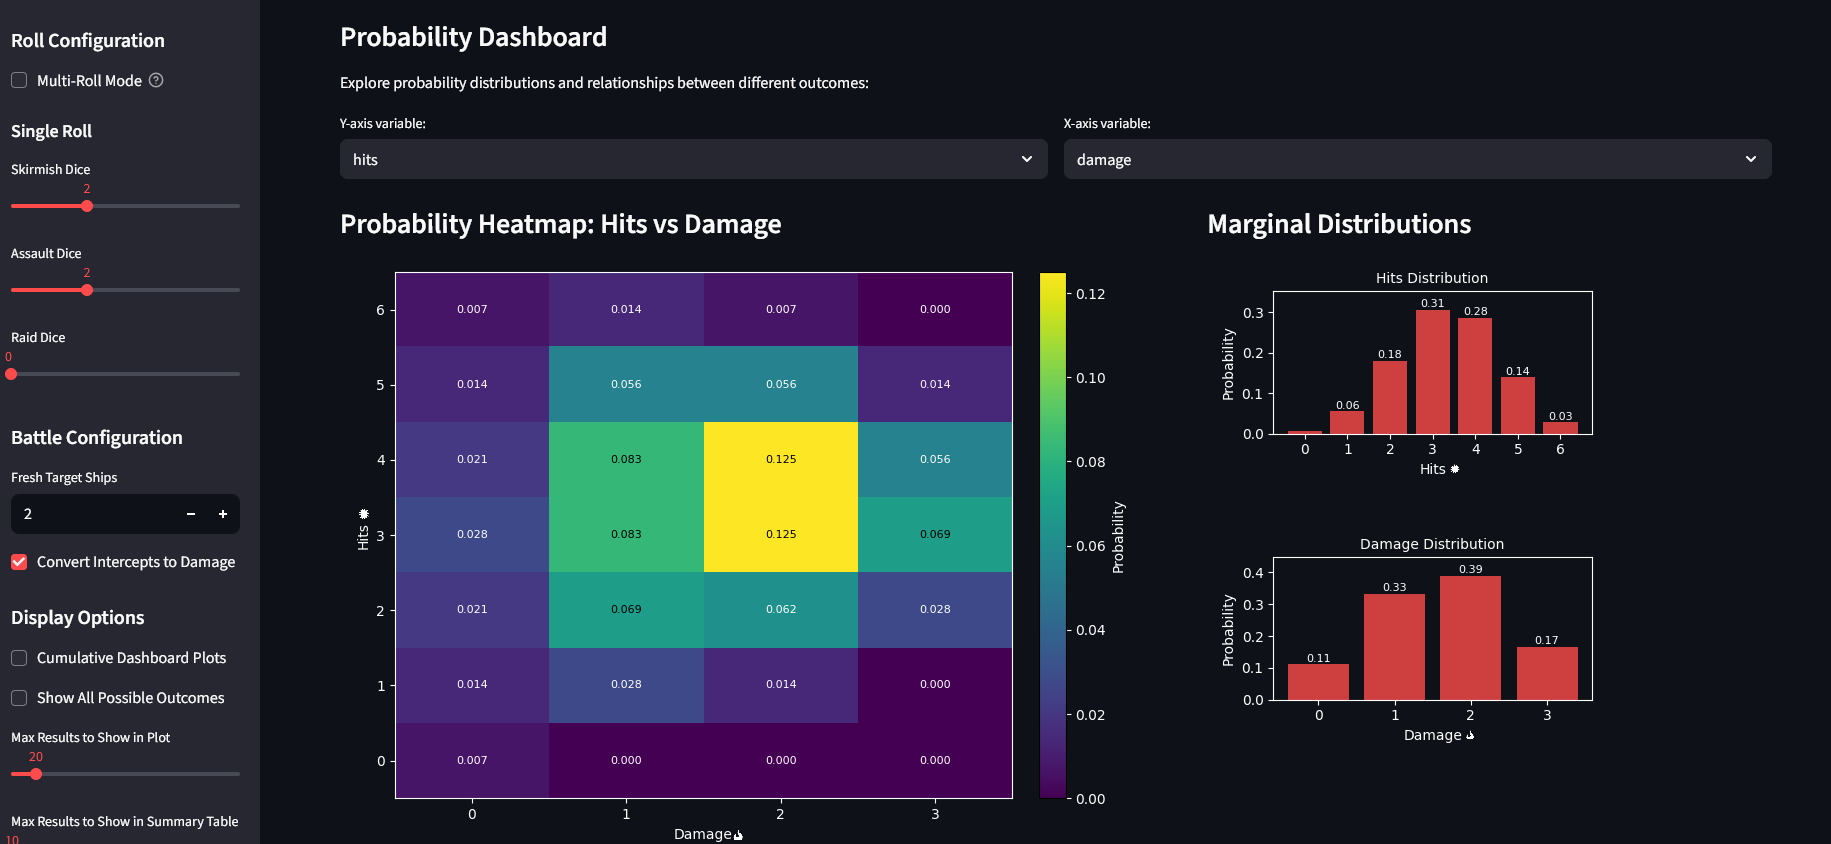 Roll Configuration
Multi-Roll Mode
Single Roll
Skirmish Dice
2
Assault Dice
2
Raid Dice
0
Battle Configuration
Fresh Target Ships
2
Convert Intercepts to Damage
Display Options
Cumulative Dashboard Plots
Show All Possible Outcomes
Max Results to Show in Plot
20
Max Results to Show in Summary Table
10
Probability Dashboard
Explore probability distributions and relationships between different outcomes:
Y-axis variable:
hits
X-axis variable:
damage
Probability Heatmap: Hits vs Damage
6 0.007 0.014 0.007 0.000
5 0.014 0.056 0.056 0.014
4 0.021 0.083 0.125 0.056
3 0.028 0.083 0.125 0.069
2 0.021 0.069 0.062 0.028
1 0.014 0.028 0.014 0.000
0 0.007 0.000 0.000 0.000
0 1 2 3
Hits
Damage
0.12
0.10
0.08
0.06
0.04
0.02
0.00
Probability
Marginal Distributions
Hits Distribution
0.3
0.2
0.1
0.0
Probability
0.06 0.18 0.31 0.28 0.14 0.03
0 1 2 3 4 5 6
Hits
Damage Distribution
0.4
0.3
0.2
0.1
0.0
Probability
0.11 0.33 0.39 0.17
0 1 2 3
Damage